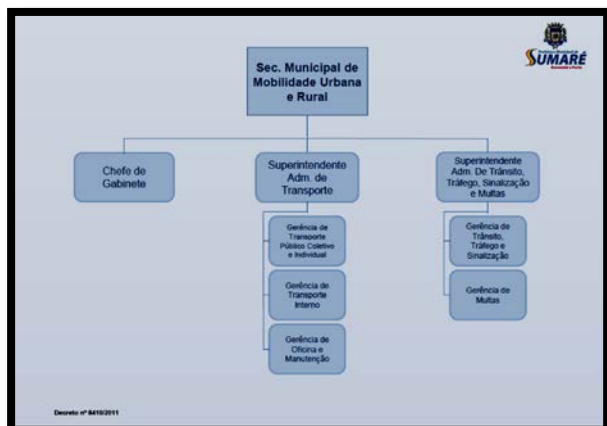 SUMARÉ
Sec. Municipal de
Mobilidade Urbana
e Rural
Chefe de
Gabinete
Superintendente
Adm. de
Transporte
Superintendente
Adm. De Trânsito,
Tráfego, Sinalização
e Multas
Gerência de
Transporte
Público Coletivo
e Individual
Gerência de
Trânsito,
Tráfego e
Sinalização
Gerência de
Transporte
Interno
Gerência de
Multas
Gerência de
Oficina e
Manutenção
Decreto nº 8410/2011